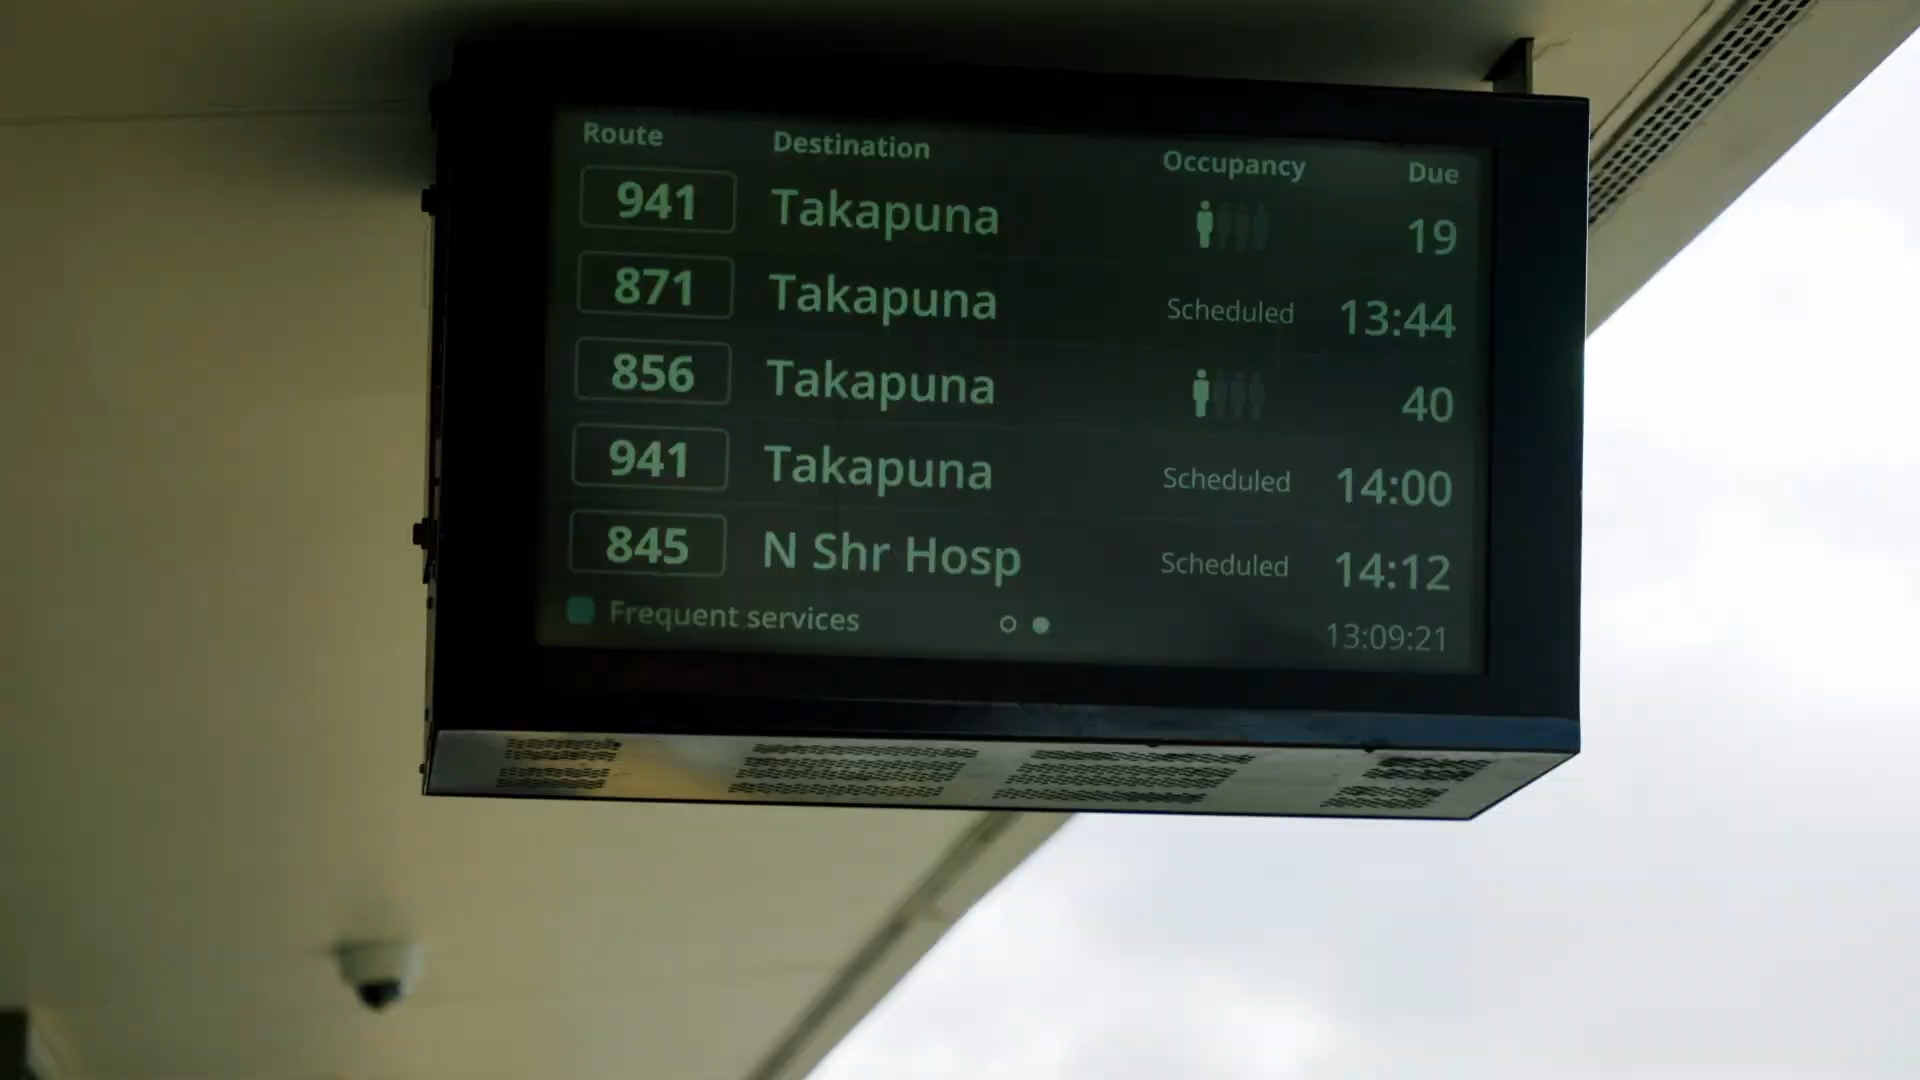 Route Destination Occupancy Due
941 Takapuna 19
871 Takapuna Scheduled 13:44
856 Takapuna 40
941 Takapuna Scheduled 14:00
845 N Shr Hosp Scheduled 14:12
Frequent services 13:09:21